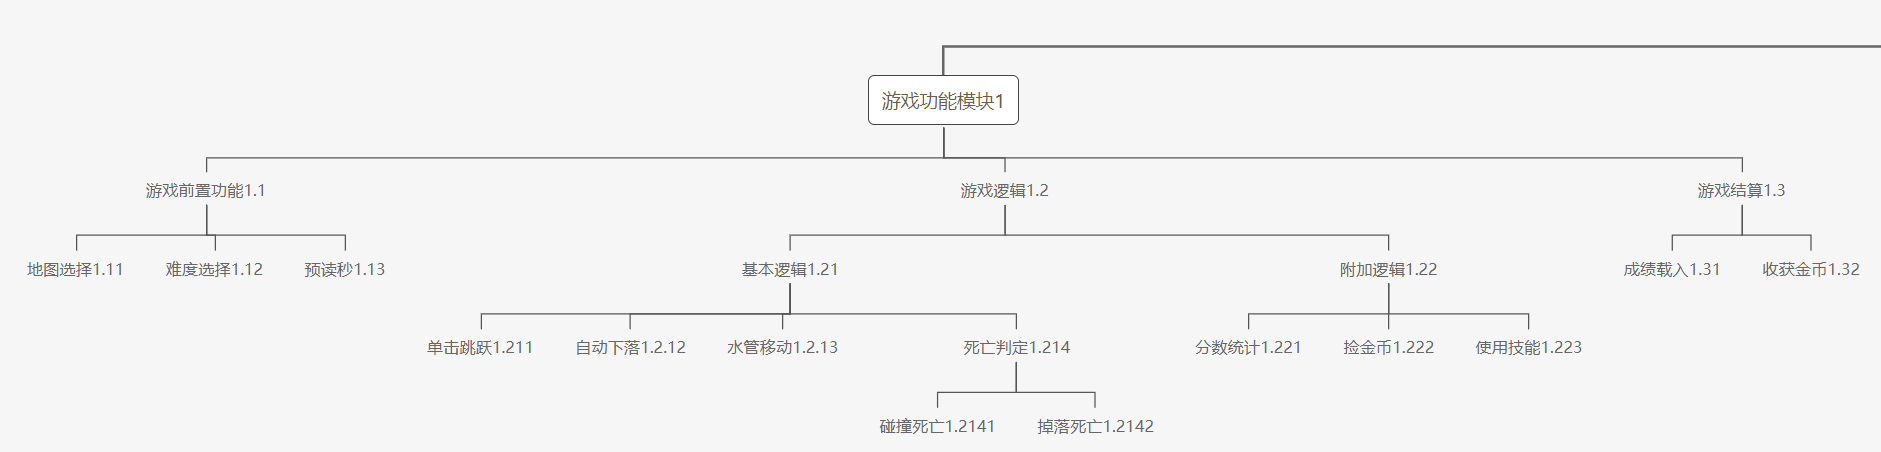 游戏功能模块1
游戏前置功能1.1
游戏逻辑1.2
游戏结算1.3
地图选择1.11
难度选择1.12
预读秒1.13
基本逻辑1.21
附加逻辑1.22
成绩载入1.31
收获金币1.32
单击跳跃1.211
自动下落1.2.12
水管移动1.2.13
死亡判定1.214
分数统计1.221
捡金币1.222
使用技能1.223
碰撞死亡1.2141
掉落死亡1.2142